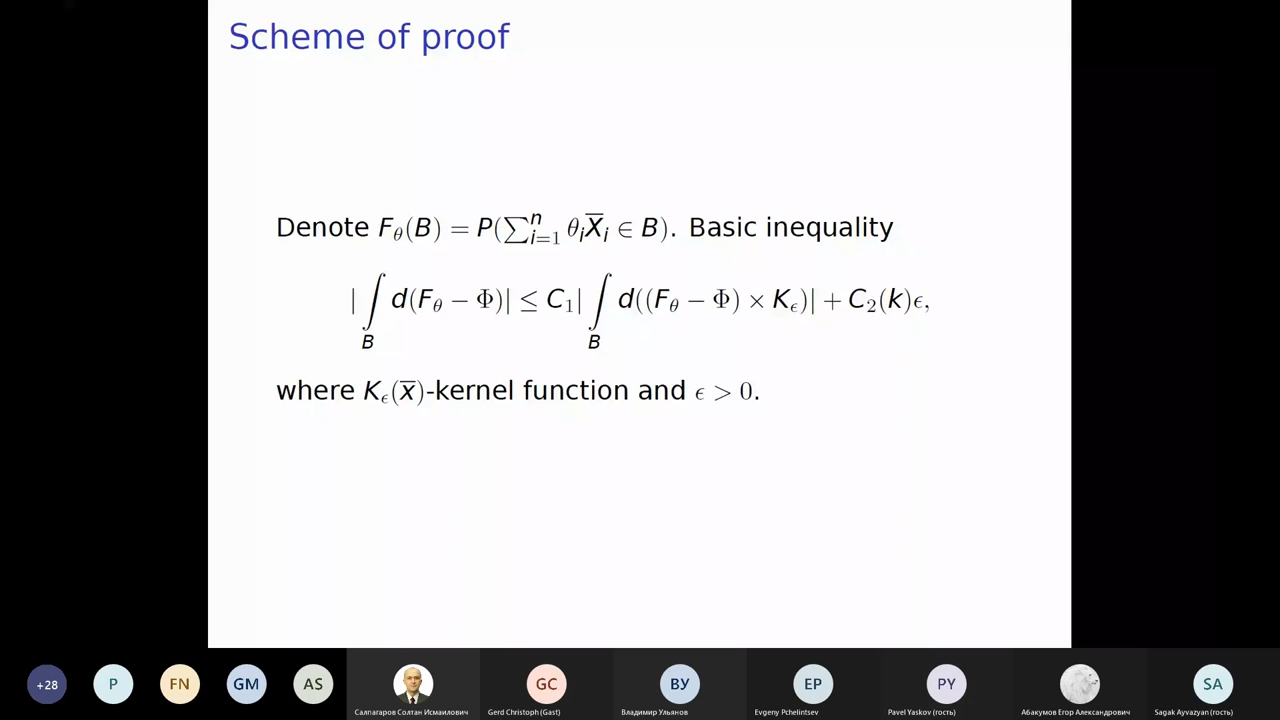 Scheme of proof
Denote F_θ(B) = P(∑_{i=1}^{n} θ_i X̅_i ∈ B). Basic inequality
|∫_B d(F_θ − Φ)| ≤ C_1|∫_B d((F_θ − Φ) × K_ϵ)| + C_2(k)ϵ,
where K_ϵ(x̅)-kernel function and ϵ > 0.
+28 P FN GM AS GC ВУ EP PY SA
Салпагаров Солтан Исмаилович Gerd Christoph (Gast) Владимир Ульянов Evgeny Pchelintsev Pavel Yaskov (гость) Абакумов Егор Александрович Sagak Ayvazyan (гость)